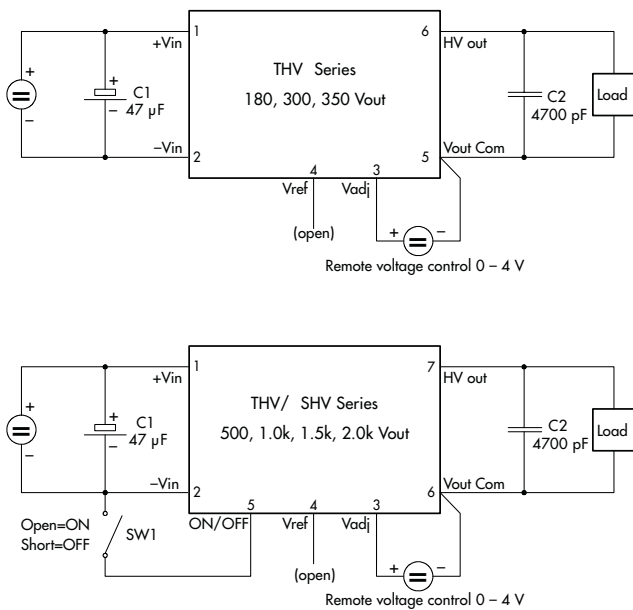 +Vin
1
6
HV out
+
−
+
−
C1
47 µF
THV Series
180, 300, 350 Vout
C2
4700 pF
Load
−Vin
2
5
Vout Com
4
3
Vref
Vadj
(open)
+
−
Remote voltage control 0 – 4 V
+Vin
1
7
HV out
+
−
+
−
C1
47 µF
THV/ SHV Series
500, 1.0k, 1.5k, 2.0k Vout
C2
4700 pF
Load
−Vin
2
6
Vout Com
5
4
3
ON/OFF
Vref
Vadj
Open=ON
Short=OFF
SW1
(open)
+
−
Remote voltage control 0 – 4 V